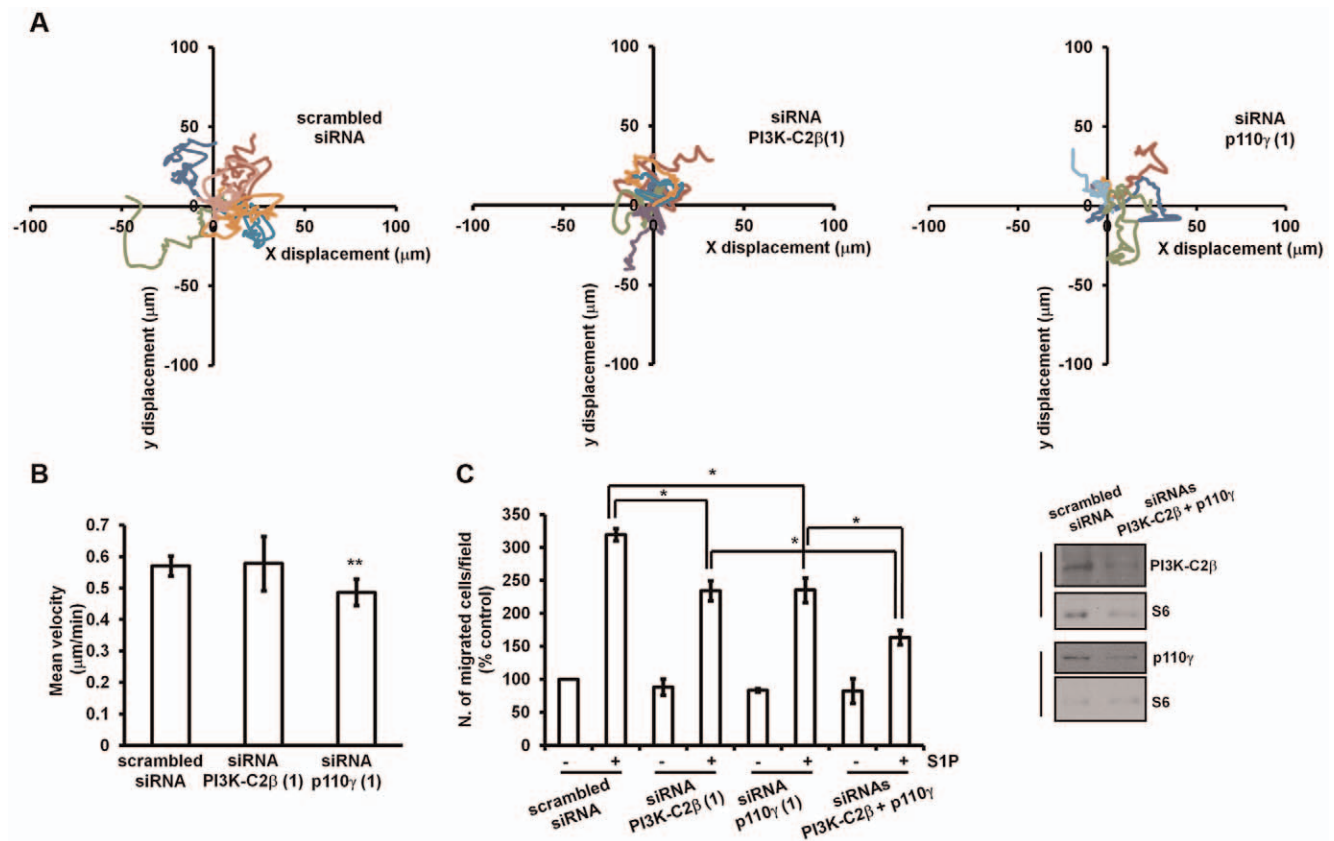 A
100
50
0
-50
-100
-100
-50
0
50
100
scrambled
siRNA
X displacement (μm)
y displacement (μm)
100
50
0
-50
-100
-100
-50
50
100
siRNA
PI3K-C2β(1)
X displacement (μm)
y displacement (μm)
100
50
0
-50
-100
-100
-50
0
50
100
siRNA
p110γ (1)
X displacement (μm)
y displacement (μm)
B
Mean velocity
(μm/min)
0.7
0.6
0.5
0.4
0.3
0.2
0.1
0
**
scrambled
siRNA
siRNA
PI3K-C2β (1)
siRNA
p110γ (1)
C
N. of migrated cells/field
(% control)
350
300
250
200
150
100
50
0
*
*
*
*
- + - + - + - + S1P
scrambled
siRNA
siRNA
PI3K-C2β (1)
siRNA
p110γ (1)
siRNAs
PI3K-C2β + p110γ
scrambled
siRNA
siRNAs
PI3K-C2β + p110γ
PI3K-C2β
S6
p110γ
S6